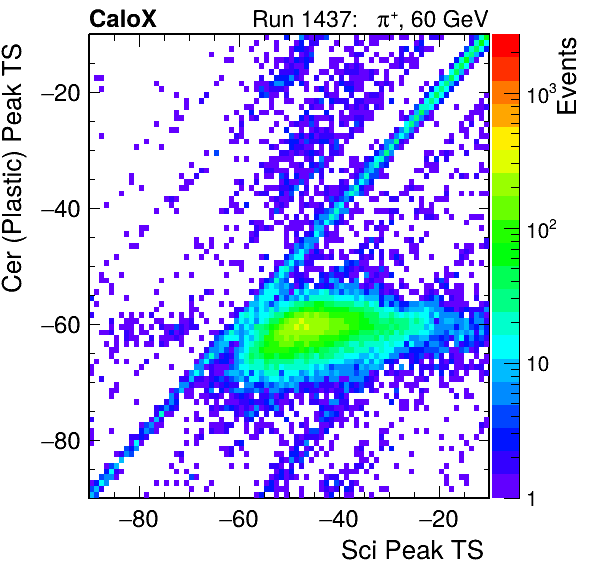 CaloX Run 1437: π⁺, 60 GeV
Cer (Plastic) Peak TS
−20
−40
−60
−80
−80 −60 −40 −20
Sci Peak TS
Events
10³
10²
10
1